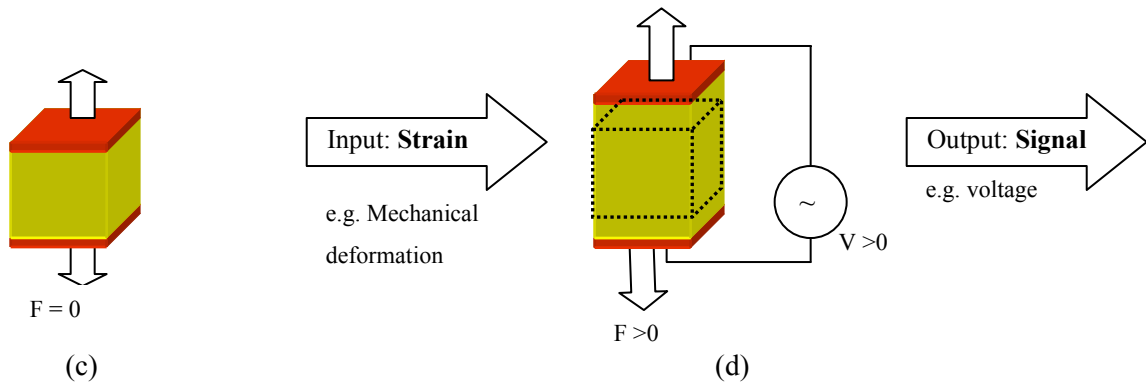 Input: Strain
e.g. Mechanical
deformation
F = 0
(c)
~
V >0
F >0
(d)
Output: Signal
e.g. voltage